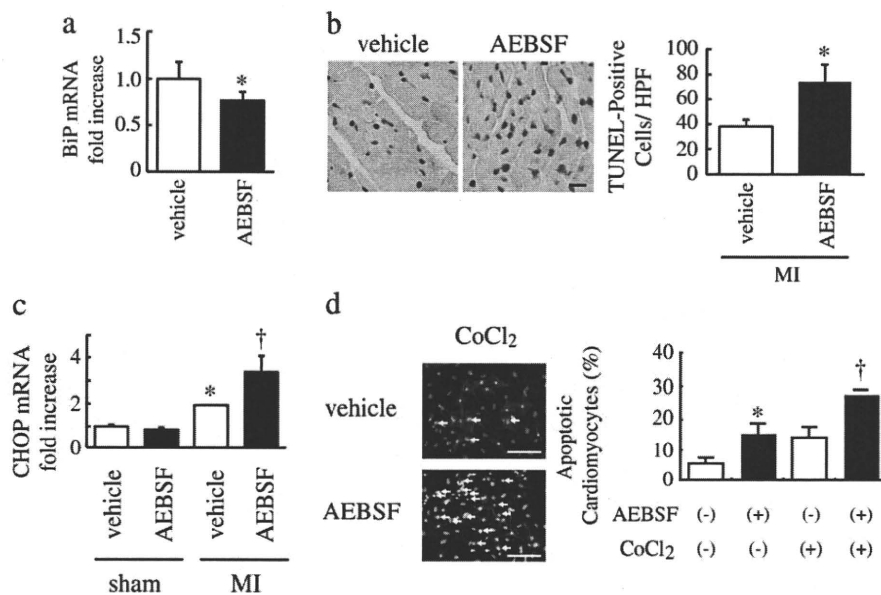 a
BiP mRNA
fold increase
1.5
1.0
0.5
0
*
vehicle
AEBSF
b
vehicle AEBSF
TUNEL-Positive
Cells/ HPF
100
80
60
40
20
0
*
vehicle
AEBSF
MI
c
CHOP mRNA
fold increase
4
2
0
*
†
vehicle
AEBSF
vehicle
AEBSF
sham MI
d
CoCl2
vehicle
AEBSF
Apoptotic
Cardiomyocytes (%)
40
30
20
10
0
*
†
AEBSF (-) (+) (-) (+)
CoCl2 (-) (-) (+) (+)